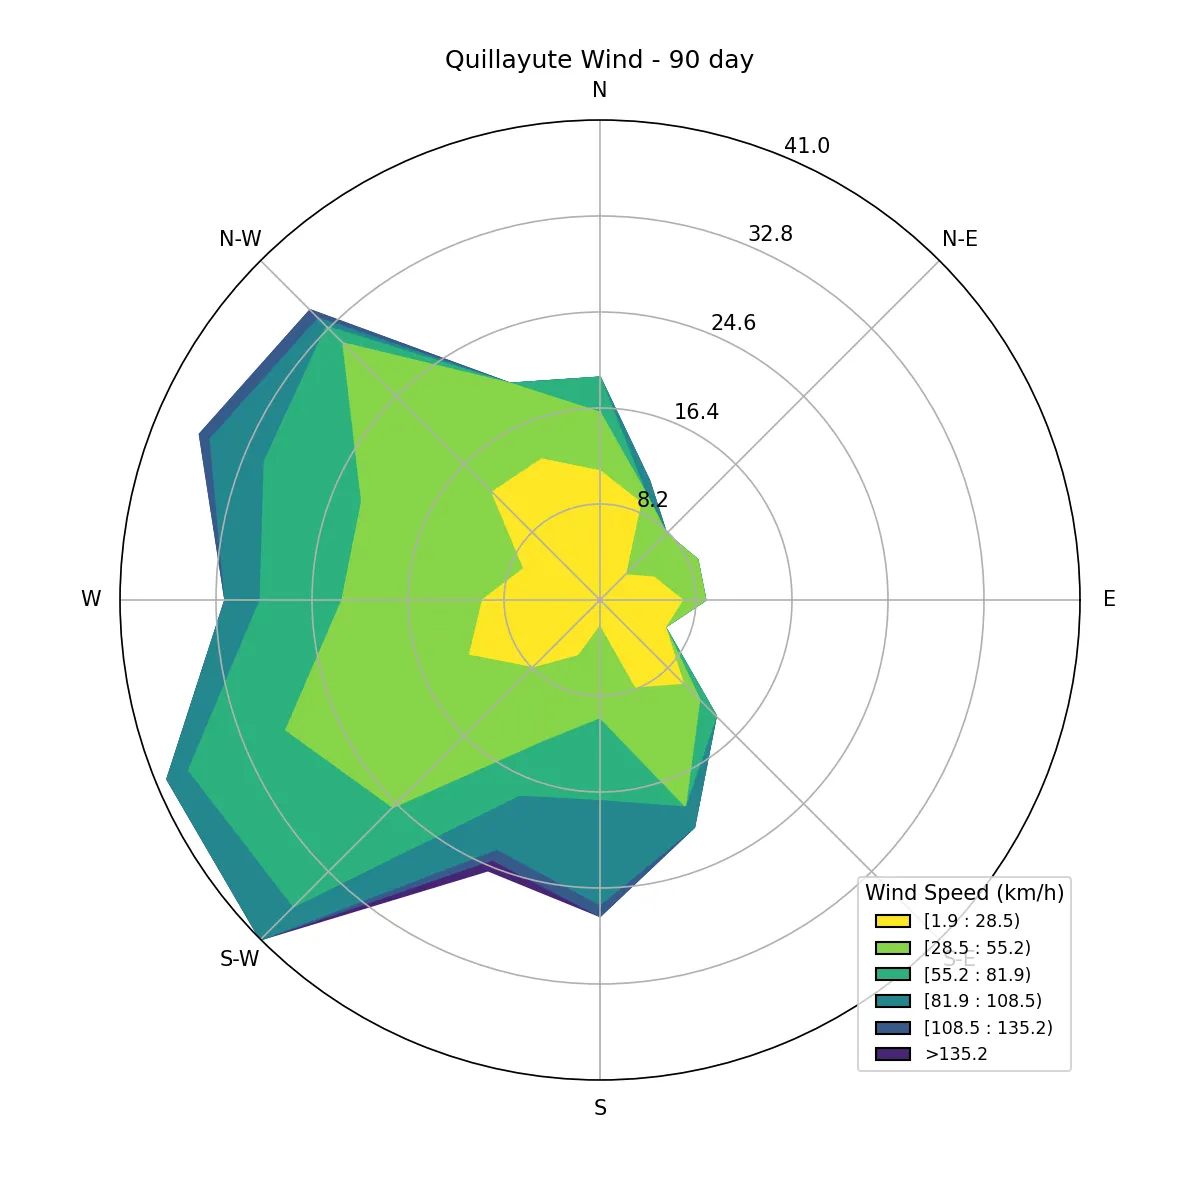 Quillayute Wind - 90 day
N
41.0
N-W
32.8
N-E
24.6
16.4
8.2
W
E
S-W
S-E
Wind Speed (km/h)
[1.9 : 28.5)
[28.5 : 55.2)
[55.2 : 81.9)
[81.9 : 108.5)
[108.5 : 135.2)
>135.2
S